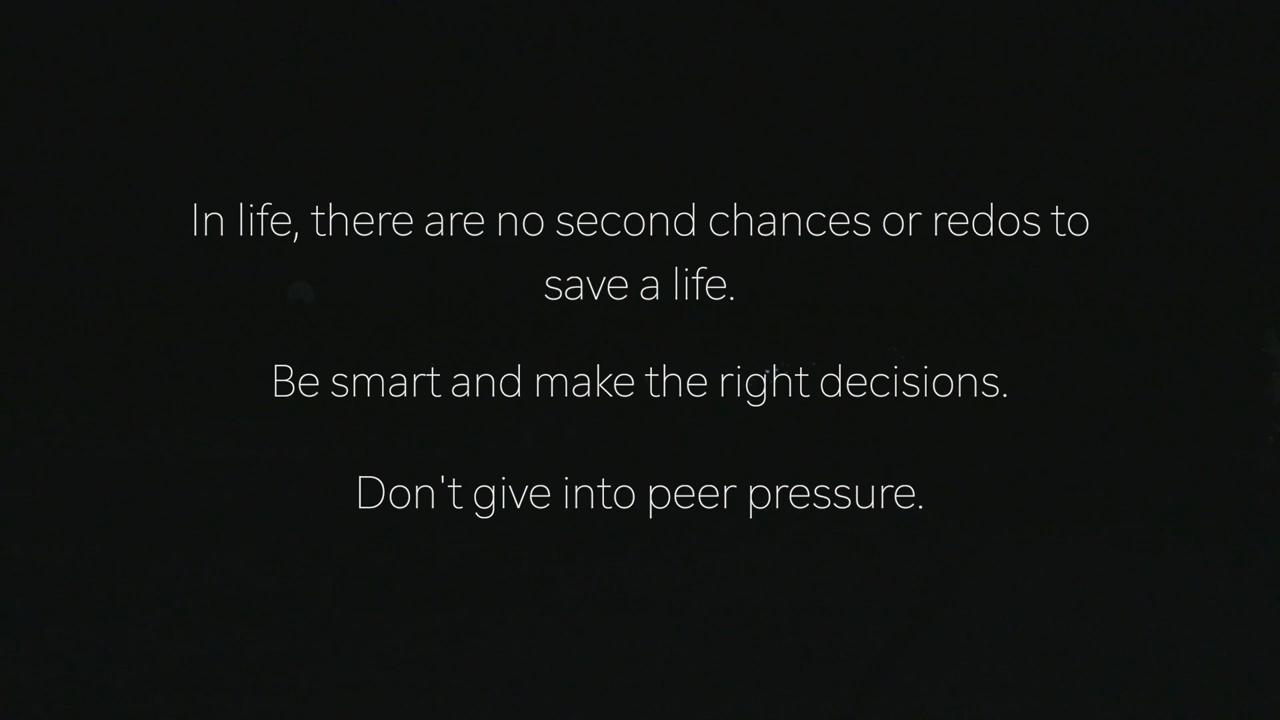 In life, there are no second chances or redos to
save a life.
Be smart and make the right decisions.
Don't give into peer pressure.